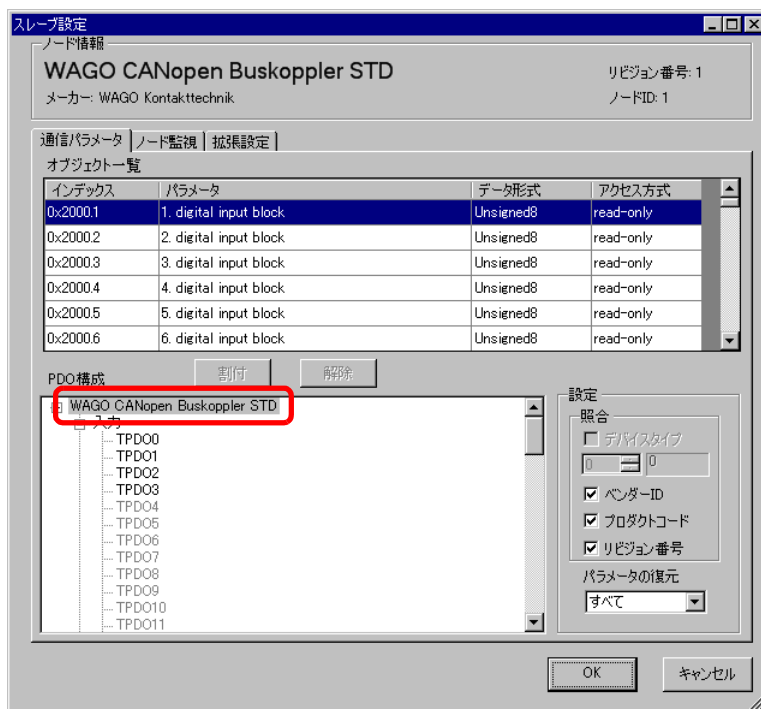 スレーブ設定
ノード情報
WAGO CANopen Buskoppler STD リビジョン番号: 1
メーカー: WAGO Kontakttechnik ノードID: 1
通信パラメータ ノード監視 拡張設定
オブジェクト一覧
インデックス パラメータ データ形式 アクセス方式
0x2000.1 1. digital input block Unsigned8 read-only
0x2000.2 2. digital input block Unsigned8 read-only
0x2000.3 3. digital input block Unsigned8 read-only
0x2000.4 4. digital input block Unsigned8 read-only
0x2000.5 5. digital input block Unsigned8 read-only
0x2000.6 6. digital input block Unsigned8 read-only
PDO構成 割付 解除
WAGO CANopen Buskoppler STD
入力
TPDO0
TPDO1
TPDO2
TPDO3
TPDO4
TPDO5
TPDO6
TPDO7
TPDO8
TPDO9
TPDO10
TPDO11
設定
照合
デバイスタイプ
0 0
ベンダーID
プロダクトコード
リビジョン番号
パラメータの復元
すべて
OK キャンセル